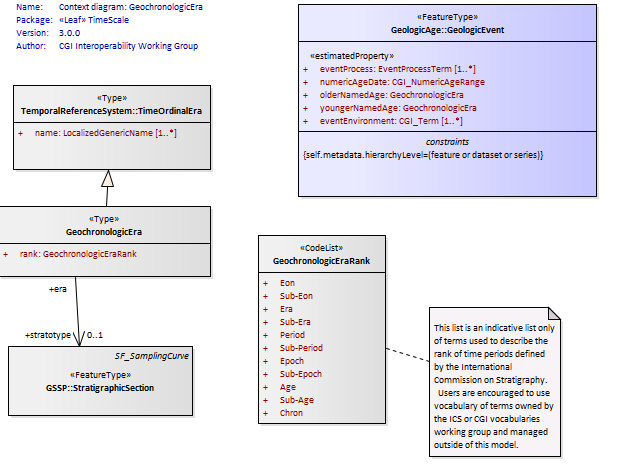 Name: Context diagram: GeochronologicEra
Package: «Leaf» TimeScale
Version: 3.0.0
Author: CGI Interoperability Working Group
«FeatureType»
GeologicAge::GeologicEvent
«estimatedProperty»
+ eventProcess: EventProcessTerm [1..*]
+ numericAgeDate: CGI_NumericAgeRange
+ olderNamedAge: GeochronologicEra
+ youngerNamedAge: GeochronologicEra
+ eventEnvironment: CGI_Term [1..*]
constraints
{self.metadata.hierarchyLevel=(feature or dataset or series)}
«Type»
TemporalReferenceSystem::TimeOrdinalEra
+ name: LocalizedGenericName [1..*]
«Type»
GeochronologicEra
+ rank: GeochronologicEraRank
+era
+stratotype 0..1
SF_SamplingCurve
«FeatureType»
GSSP::StratigraphicSection
«CodeList»
GeochronologicEraRank
+ Eon
+ Sub-Eon
+ Era
+ Sub-Era
+ Period
+ Sub-Period
+ Epoch
+ Sub-Epoch
+ Age
+ Sub-Age
+ Chron
This list is an indicative list only
of terms used to describe the
rank of time periods defined
by the International
Commission on Stratigraphy.
Users are encouraged to use
vocabulary of terms owned by
the ICS or CGI vocabularies
working group and managed
outside of this model.